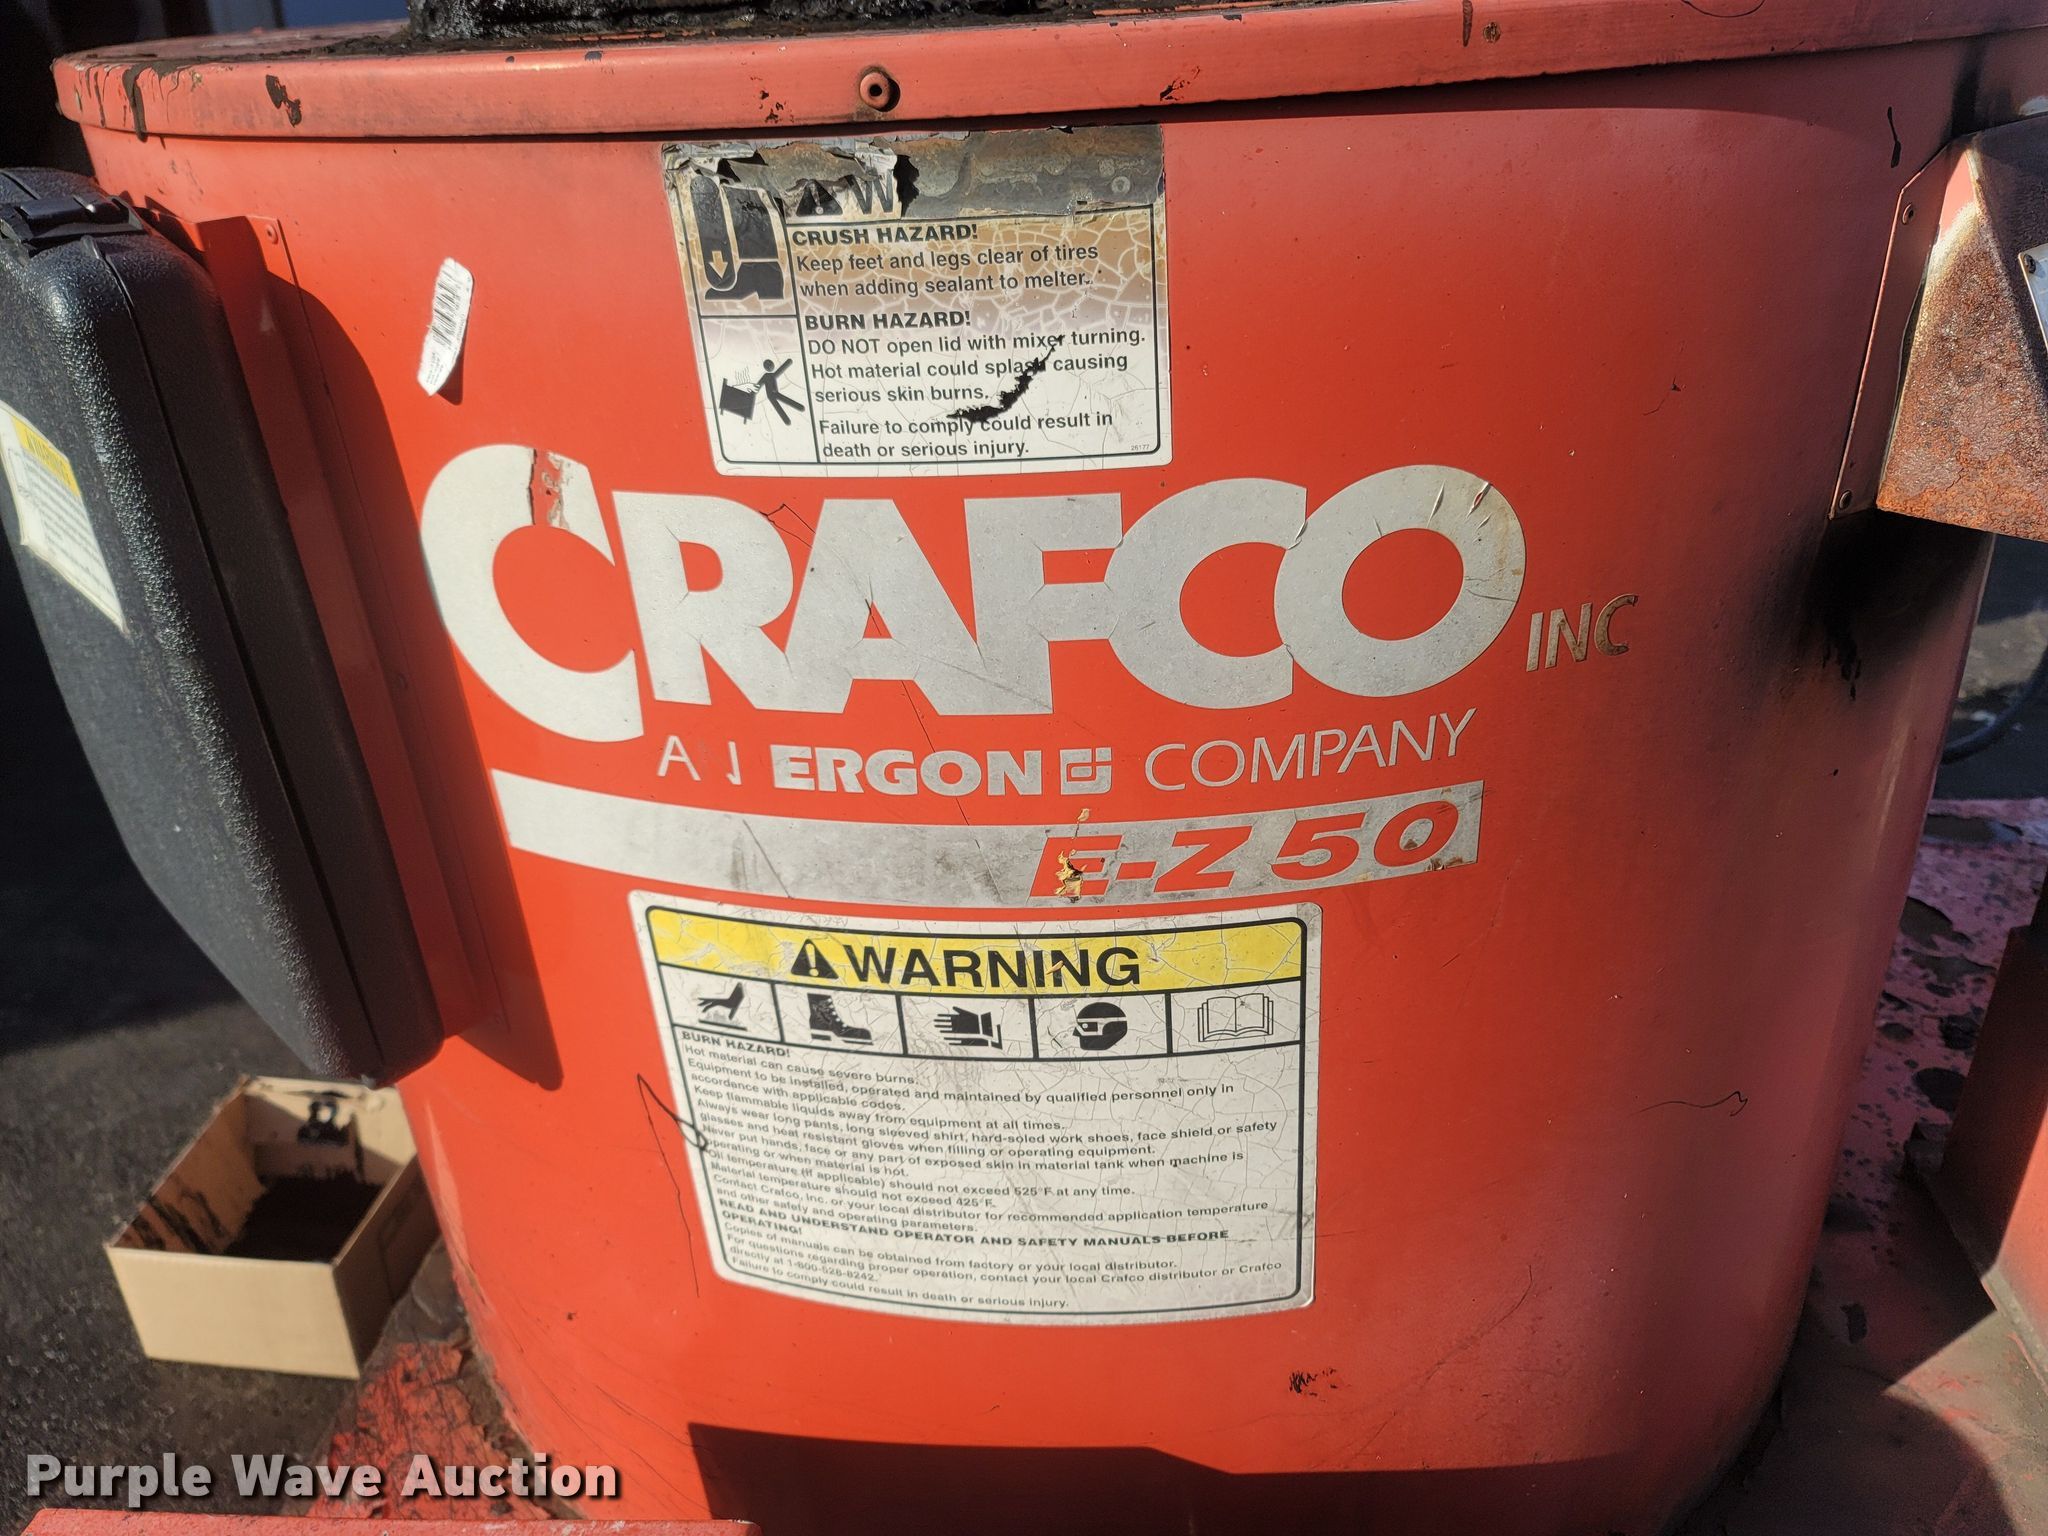 W
CRUSH HAZARD!
Keep feet and legs clear of tires
when adding sealant to melter.
BURN HAZARD!
DO NOT open lid with mixer turning.
Hot material could splash causing
serious skin burns.
Failure to comply could result in
death or serious injury.
26177
WARNING
CRAFCO INC
A ERGON COMPANY
E-Z 50
WARNING
BURN HAZARD!
Hot material can cause severe burns.
Equipment to be installed, operated and maintained by qualified personnel only in
accordance with applicable codes.
Keep flammable liquids away from equipment at all times.
Always wear long pants, long sleeved shirt, hard-soled work shoes, face shield or safety
glasses and heat resistant gloves when filling or operating equipment.
Never put hands, face or any part of exposed skin in material tank when machine is
operating or when material is hot.
Oil temperature (if applicable) should not exceed 525°F at any time.
Material temperature should not exceed 425°F.
Contact Crafco, Inc. or your local distributor for recommended application temperature
and other safety and operating parameters.
READ AND UNDERSTAND OPERATOR AND SAFETY MANUALS BEFORE
OPERATING!
Copies of manuals can be obtained from factory or your local distributor.
For questions regarding proper operation, contact your local Crafco distributor or Crafco
directly at 1-800-528-8242.
Failure to comply could result in death or serious injury.
Purple Wave Auction